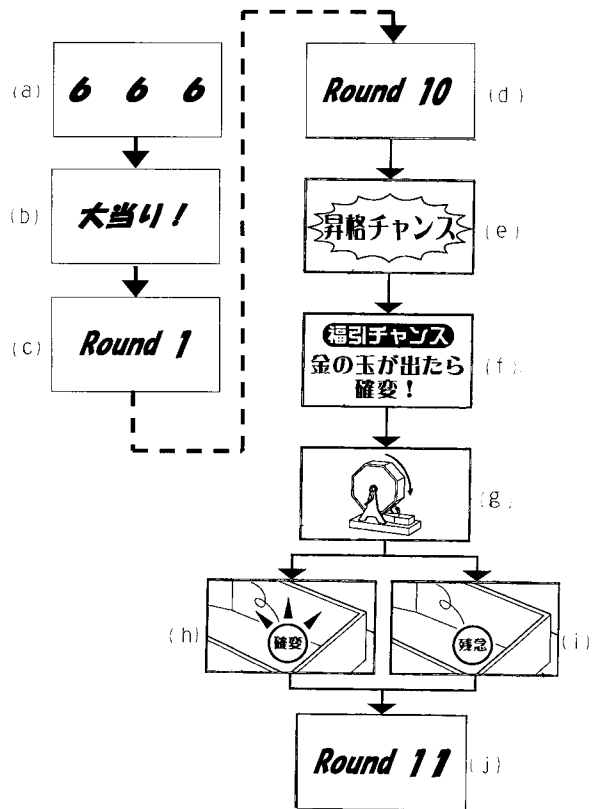 (a)
6 6 6
(b)
大当り!
(c)
Round 1
Round 10
(d)
昇格チャンス
(e)
福引チャンス
金の玉が出たら
確変!
(f)
(g)
(h)
確変
残念
(i)
Round 11
(j)